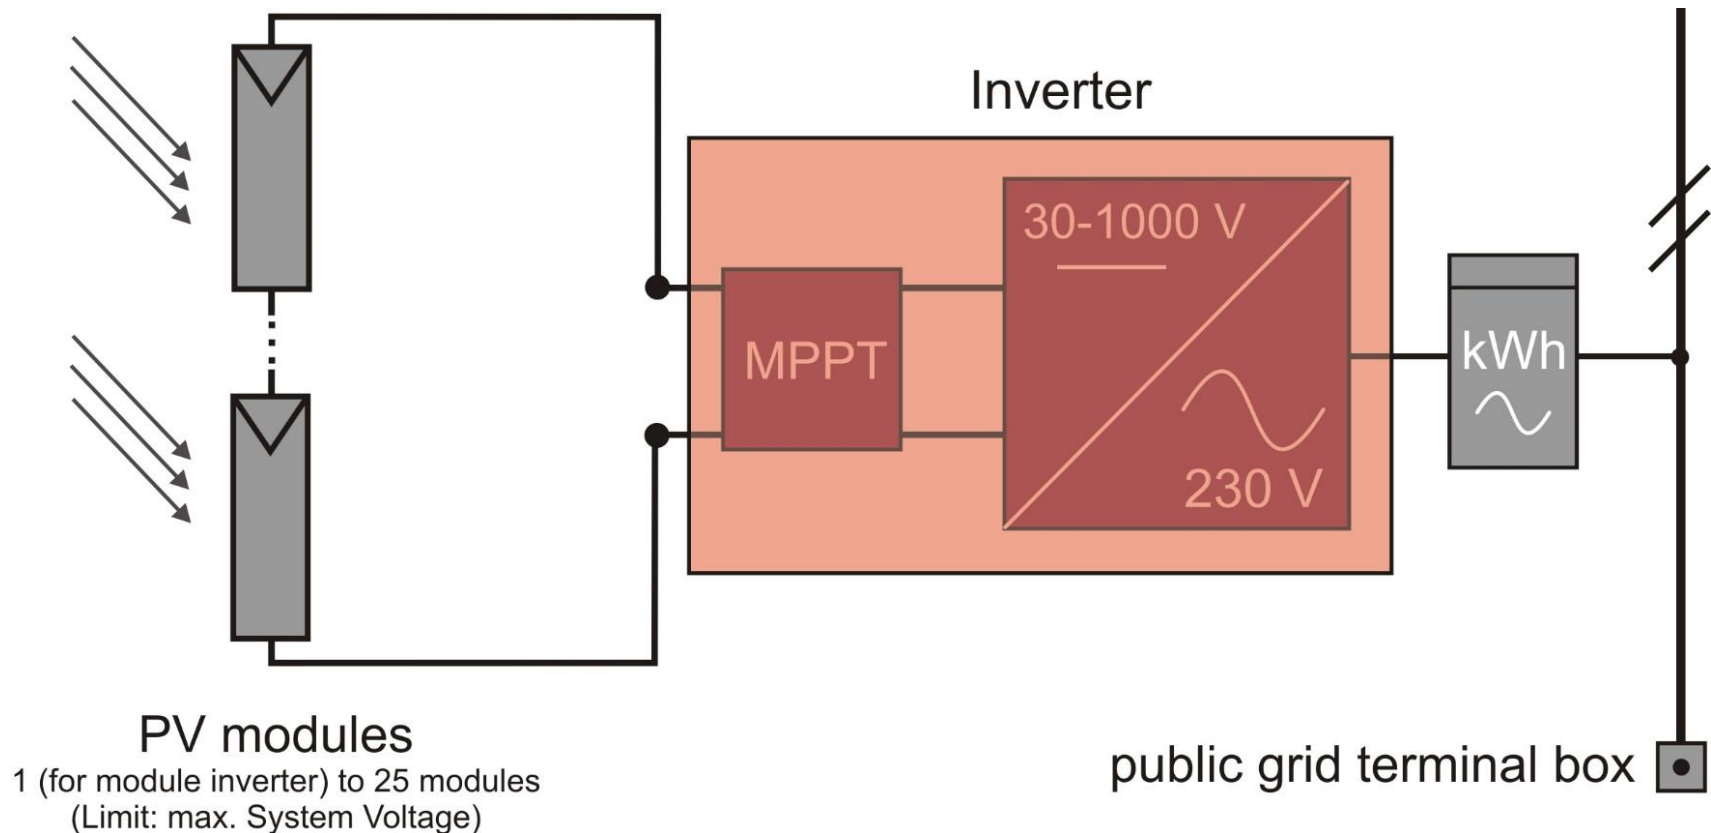 Inverter
30-1000 V
MPPT
230 V
kWh
PV modules
1 (for module inverter) to 25 modules
(Limit: max. System Voltage)
public grid terminal box